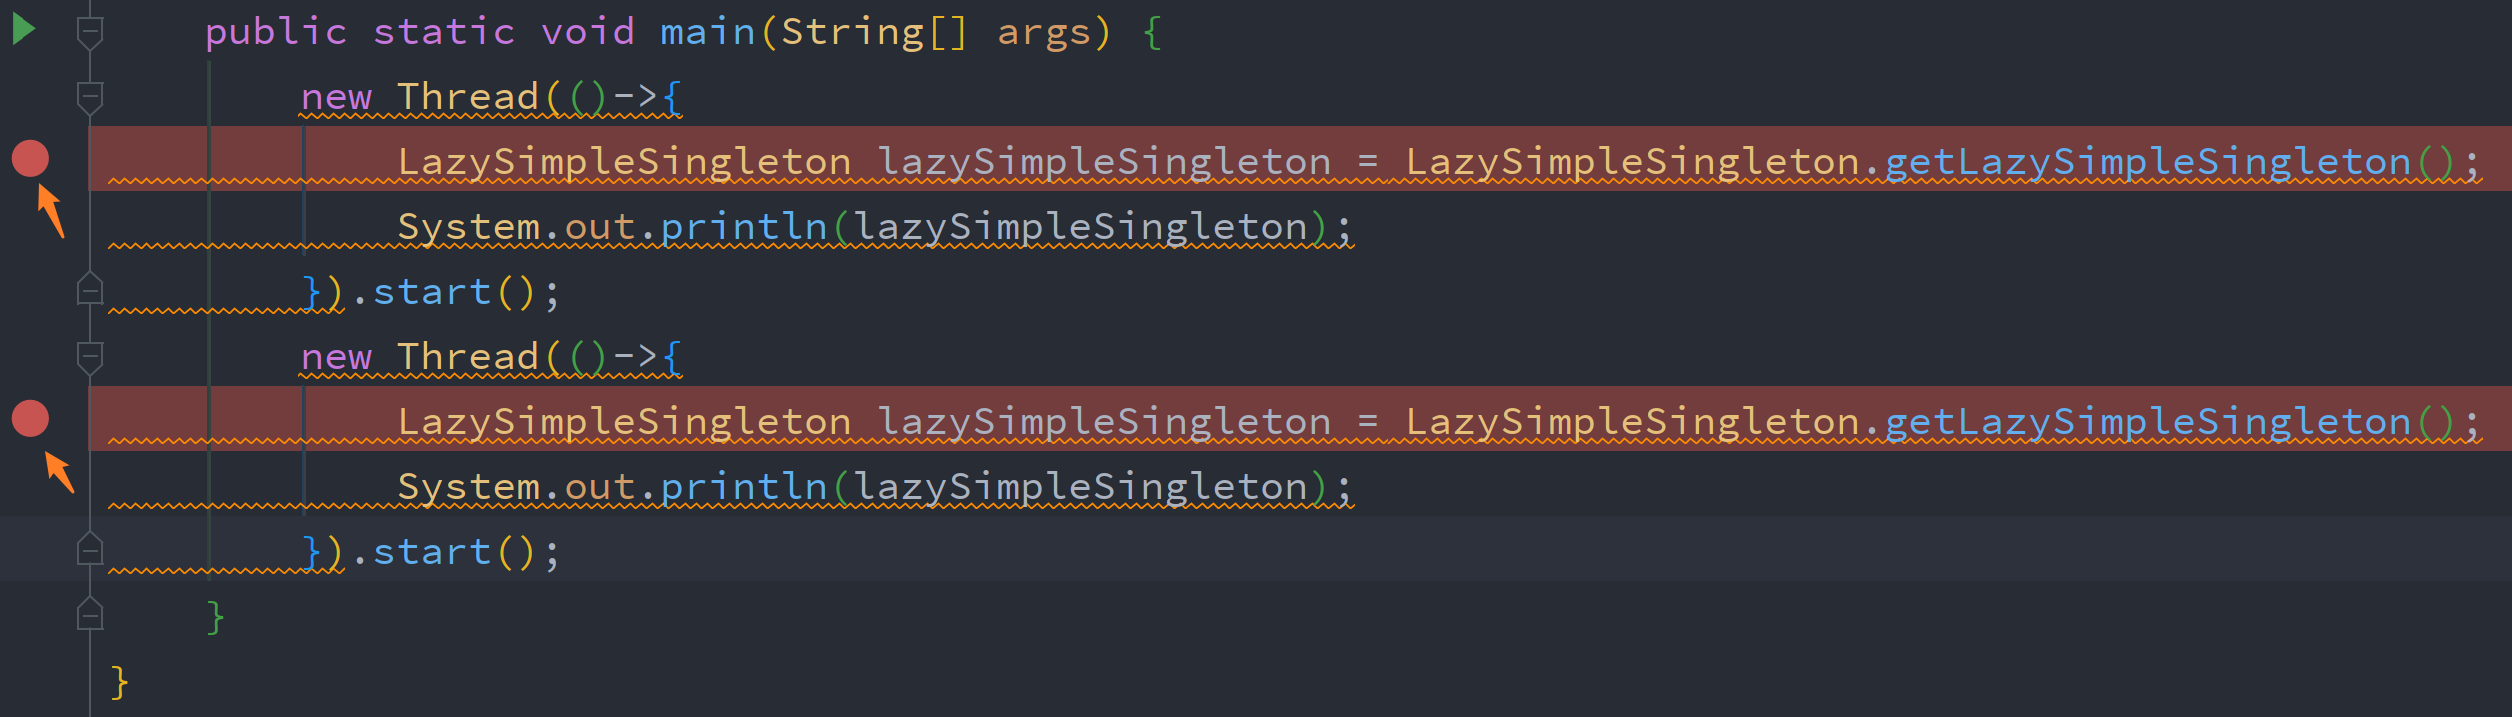 public static void main(String[] args) {
new Thread(()->{
LazySimpleSingleton lazySimpleSingleton = LazySimpleSingleton.getLazySimpleSingleton();
System.out.println(lazySimpleSingleton);
}).start();
new Thread(()->{
LazySimpleSingleton lazySimpleSingleton = LazySimpleSingleton.getLazySimpleSingleton();
System.out.println(lazySimpleSingleton);
}).start();
}
}